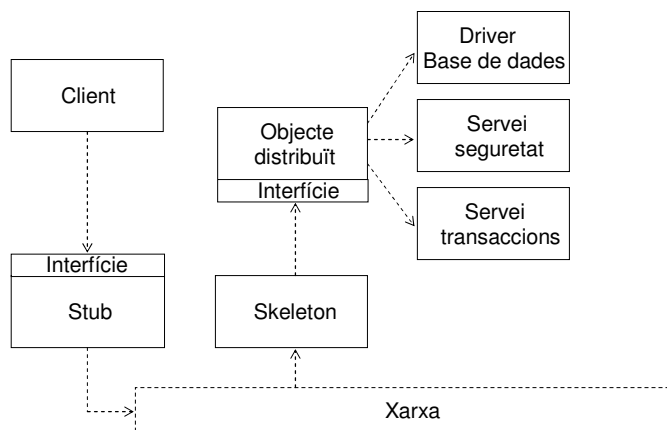 Driver
Base de dades
Client
Objecte
distribuït
Interfície
Servei
seguretat
Servei
transaccions
Interfície
Stub
Skeleton
Xarxa